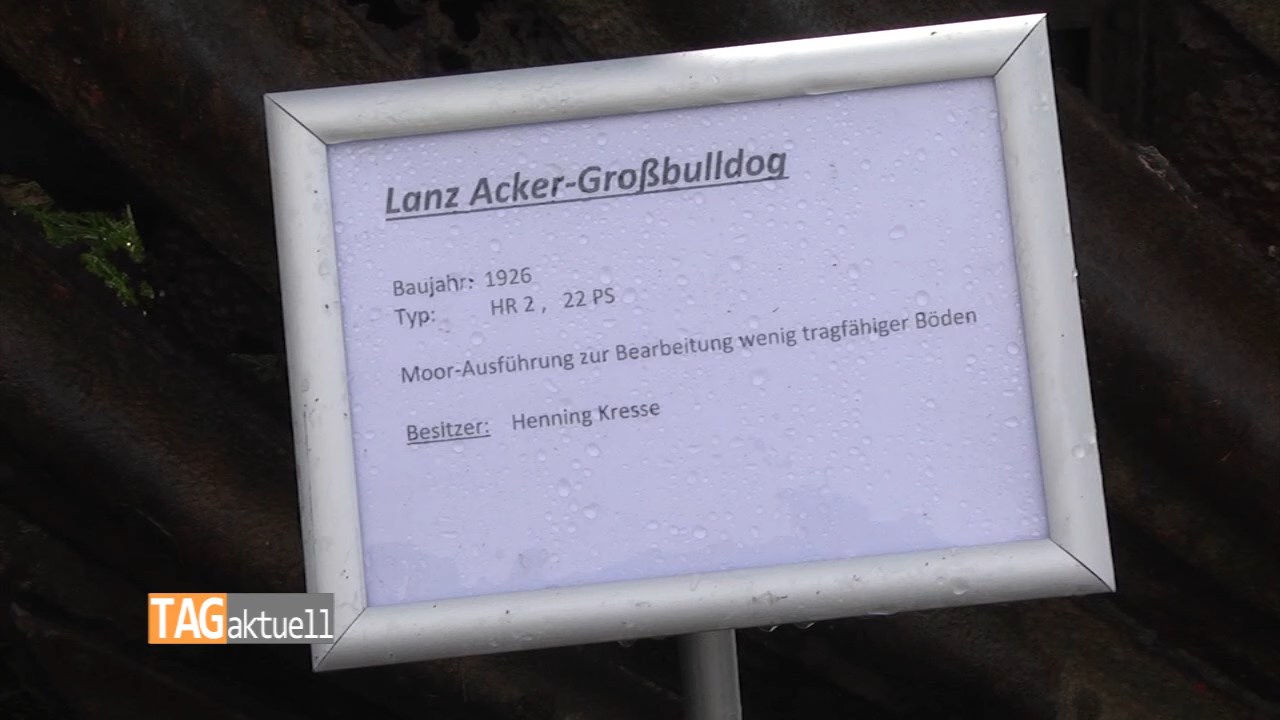 Lanz Acker-Großbulldog
Baujahr: 1926
Typ: HR 2 , 22 PS
Moor-Ausführung zur Bearbeitung wenig tragfähiger Böden
Besitzer: Henning Kresse
TAGaktuell